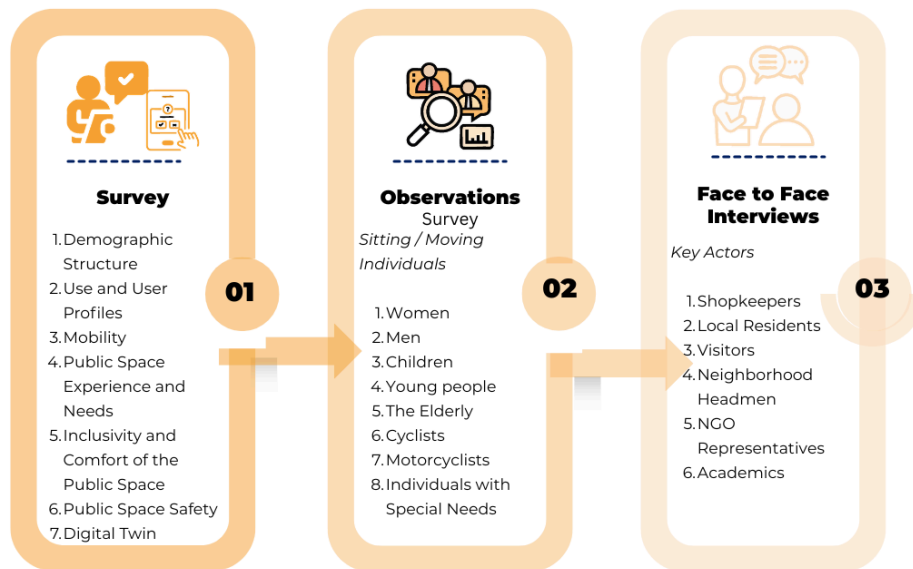 Survey
1. Demographic
Structure
2. Use and User
Profiles
3. Mobility
4. Public Space
Experience and
Needs
5. Inclusivity and
Comfort of the
Public Space
6. Public Space Safety
7. Digital Twin
01
Observations
Survey
Sitting / Moving
Individuals
1. Women
2. Men
3. Children
4. Young people
5. The Elderly
6. Cyclists
7. Motorcyclists
8. Individuals with
Special Needs
02
Face to Face
Interviews
Key Actors
1. Shopkeepers
2. Local Residents
3. Visitors
4. Neighborhood
Headmen
5. NGO
Representatives
6. Academics
03